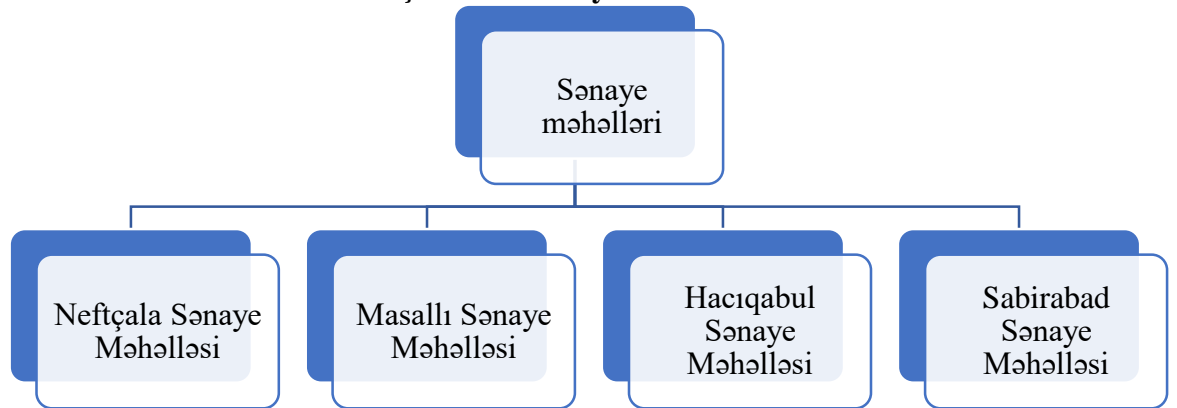 Sənaye
məhəlləri
Neftçala Sənaye
Məhəlləsi
Masallı Sənaye
Məhəlləsi
Hacıqabul
Sənaye
Məhəlləsi
Sabirabad
Sənaye
Məhəlləsi